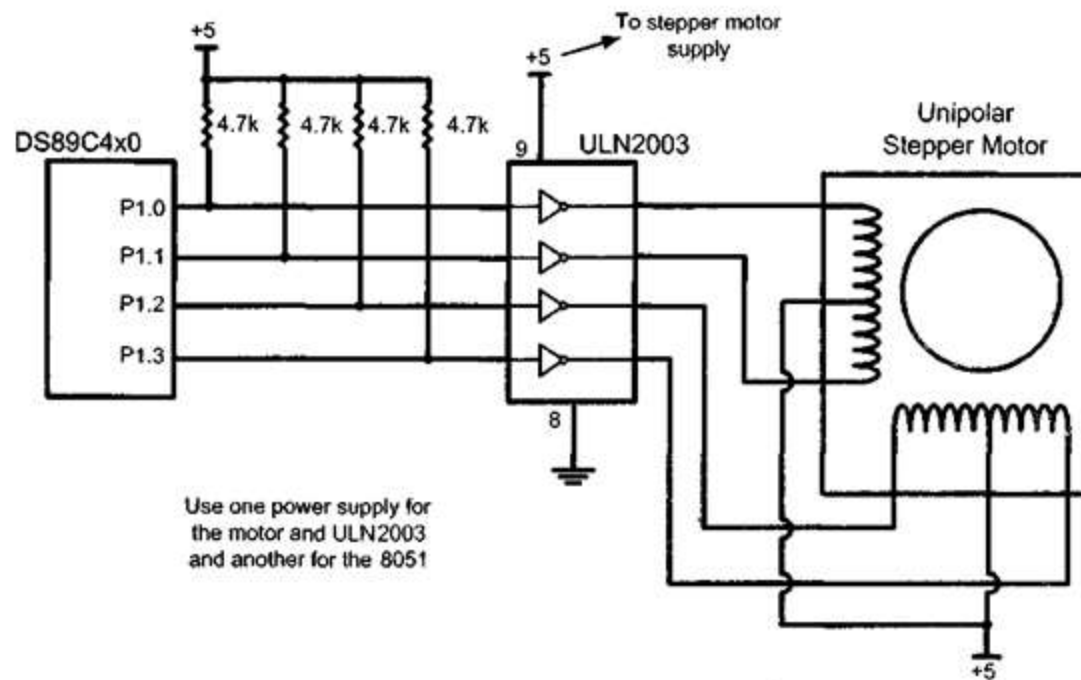 To stepper motor
supply
+5
+5
4.7k
4.7k
4.7k
4.7k
DS89C4x0
9
ULN2003
Unipolar
Stepper Motor
P1.0
P1.1
P1.2
P1.3
8
Use one power supply for
the motor and ULN2003
and another for the 8051
+5